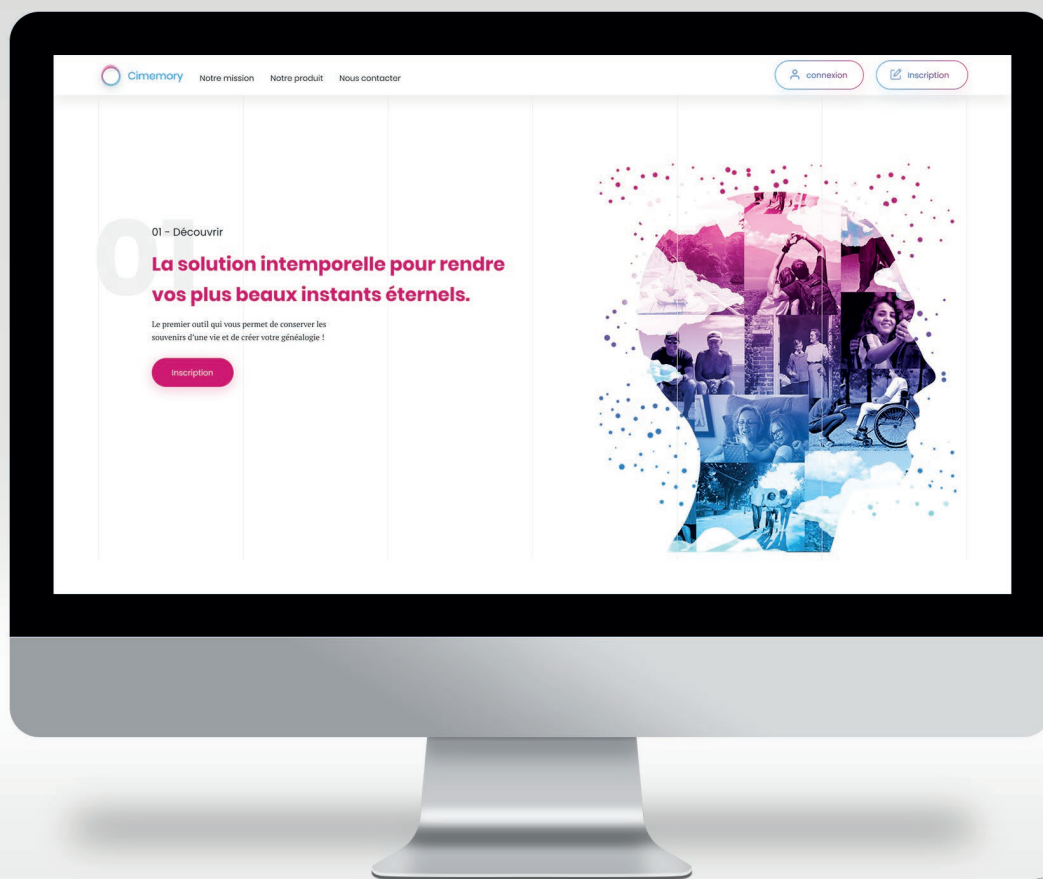 Cimemory
Notre mission
Notre produit
Nous contacter
connexion
Inscription
01
01 - Découvrir
La solution intemporelle pour rendre
vos plus beaux instants éternels.
Le premier outil qui vous permet de conserver les
souvenirs d'une vie et de créer votre généalogie !
Inscription